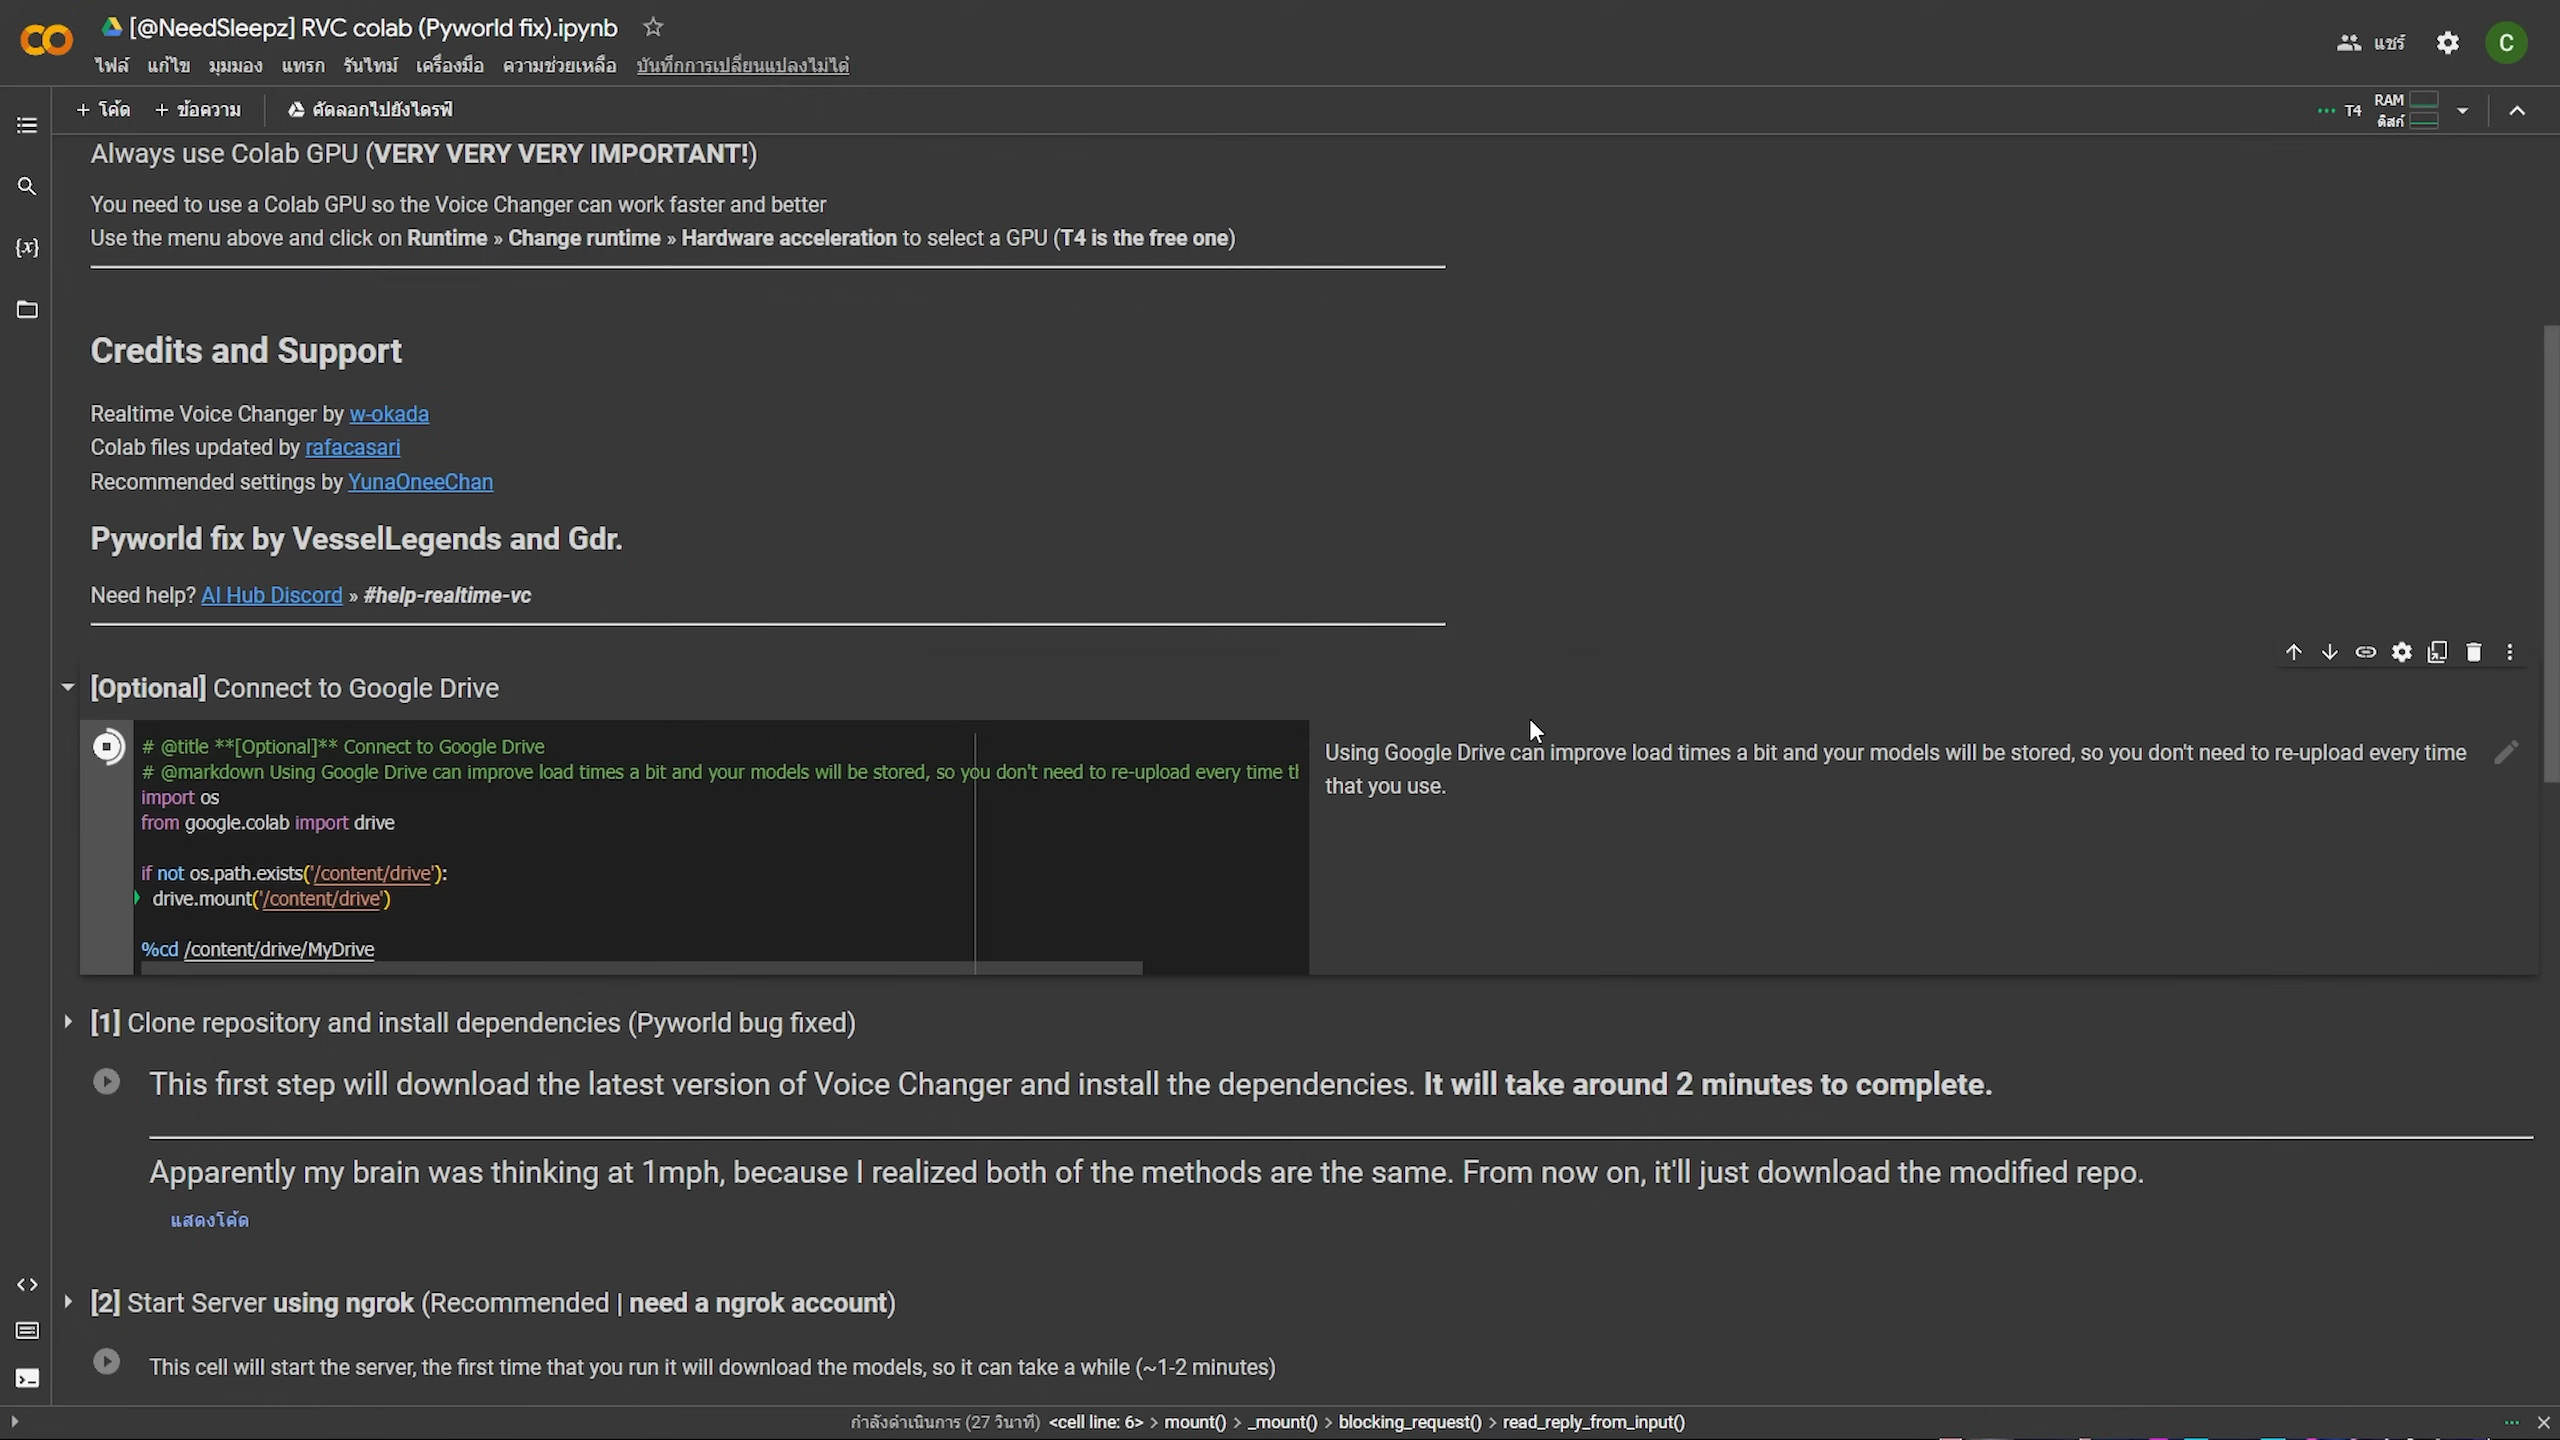 [@NeedSleepz] RVC colab (Pyworld fix).ipynb
ไฟล์ แก้ไข มุมมอง แทรก รันไทม์ เครื่องมือ ความช่วยเหลือ บันทึกการเปลี่ยนแปลงไม่ได้
แชร์
C
+ โค้ด + ข้อความ คัดลอกไปยังไดรฟ์
T4
RAM
ดิสก์
Always use Colab GPU (VERY VERY VERY IMPORTANT!)
You need to use a Colab GPU so the Voice Changer can work faster and better
Use the menu above and click on Runtime » Change runtime » Hardware acceleration to select a GPU (T4 is the free one)
Credits and Support
Realtime Voice Changer by w-okada
Colab files updated by rafacasari
Recommended settings by YunaOneeChan
Pyworld fix by VesselLegends and Gdr.
Need help? AI Hub Discord » #help-realtime-vc
[Optional] Connect to Google Drive
# @title **[Optional]** Connect to Google Drive
# @markdown Using Google Drive can improve load times a bit and your models will be stored, so you don't need to re-upload every time tl
import os
from google.colab import drive
if not os.path.exists('/content/drive'):
drive.mount('/content/drive')
%cd /content/drive/MyDrive
Using Google Drive can improve load times a bit and your models will be stored, so you don't need to re-upload every time
that you use.
[1] Clone repository and install dependencies (Pyworld bug fixed)
This first step will download the latest version of Voice Changer and install the dependencies. It will take around 2 minutes to complete.
Apparently my brain was thinking at 1mph, because I realized both of the methods are the same. From now on, it'll just download the modified repo.
แสดงโค้ด
[2] Start Server using ngrok (Recommended | need a ngrok account)
This cell will start the server, the first time that you run it will download the models, so it can take a while (~1-2 minutes)
กำลังดำเนินการ (27 วินาที) <cell line: 6> > mount() > _mount() > blocking_request() > read_reply_from_input()